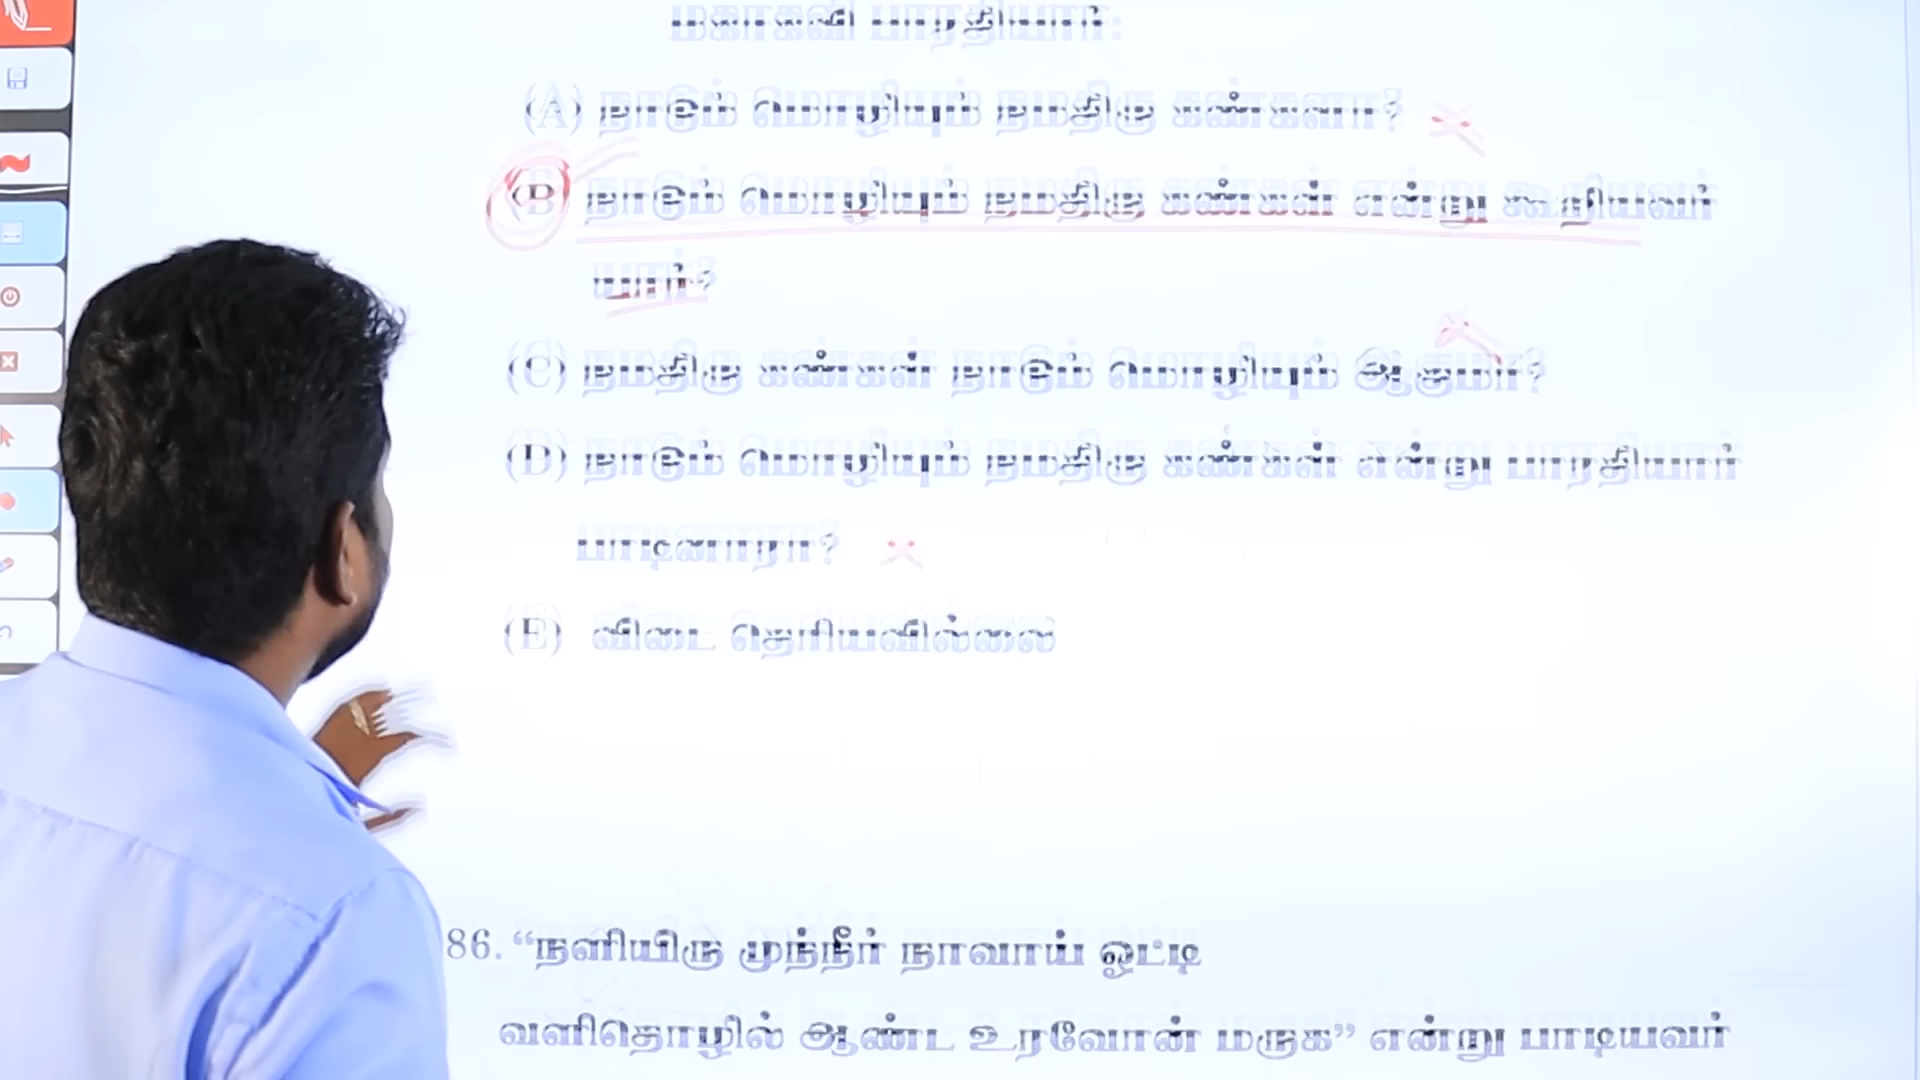 மகாகவி பாரதியார்.
(A) நாடும் மொழியும் நமதிரு கண்களா?
(B) நாடும் மொழியும் நமதிரு கண்கள் என்று கூறியவர்
யார்?
(C) நமதிரு கண்கள் நாடும் மொழியும் ஆகுமா?
(D) நாடும் மொழியும் நமதிரு கண்கள் என்று பாரதியார்
பாடினாரா?
(E) விடை தெரியவில்லை
86. “நளியிரு முந்நீர் நாவாய் ஓட்டி
வளிதொழில் ஆண்ட உரவோன் மருக” என்று பாடியவர்